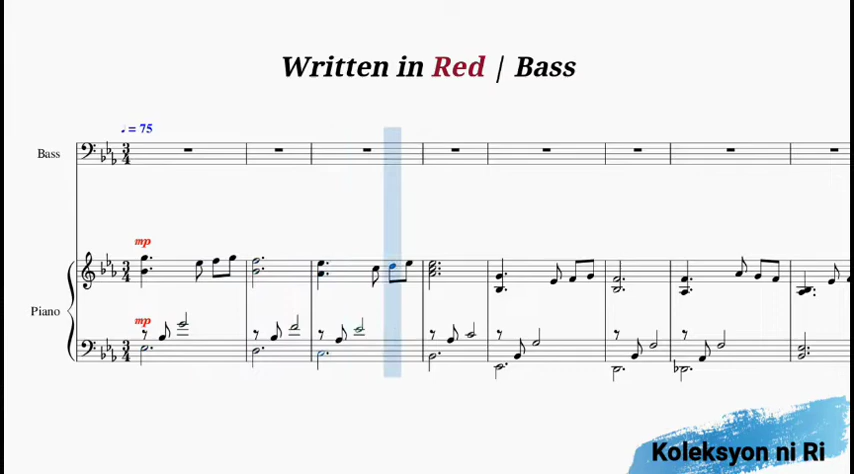 Written in Red | Bass
♩ = 75
Bass
mp
Piano
mp
Koleksyon ni Ri